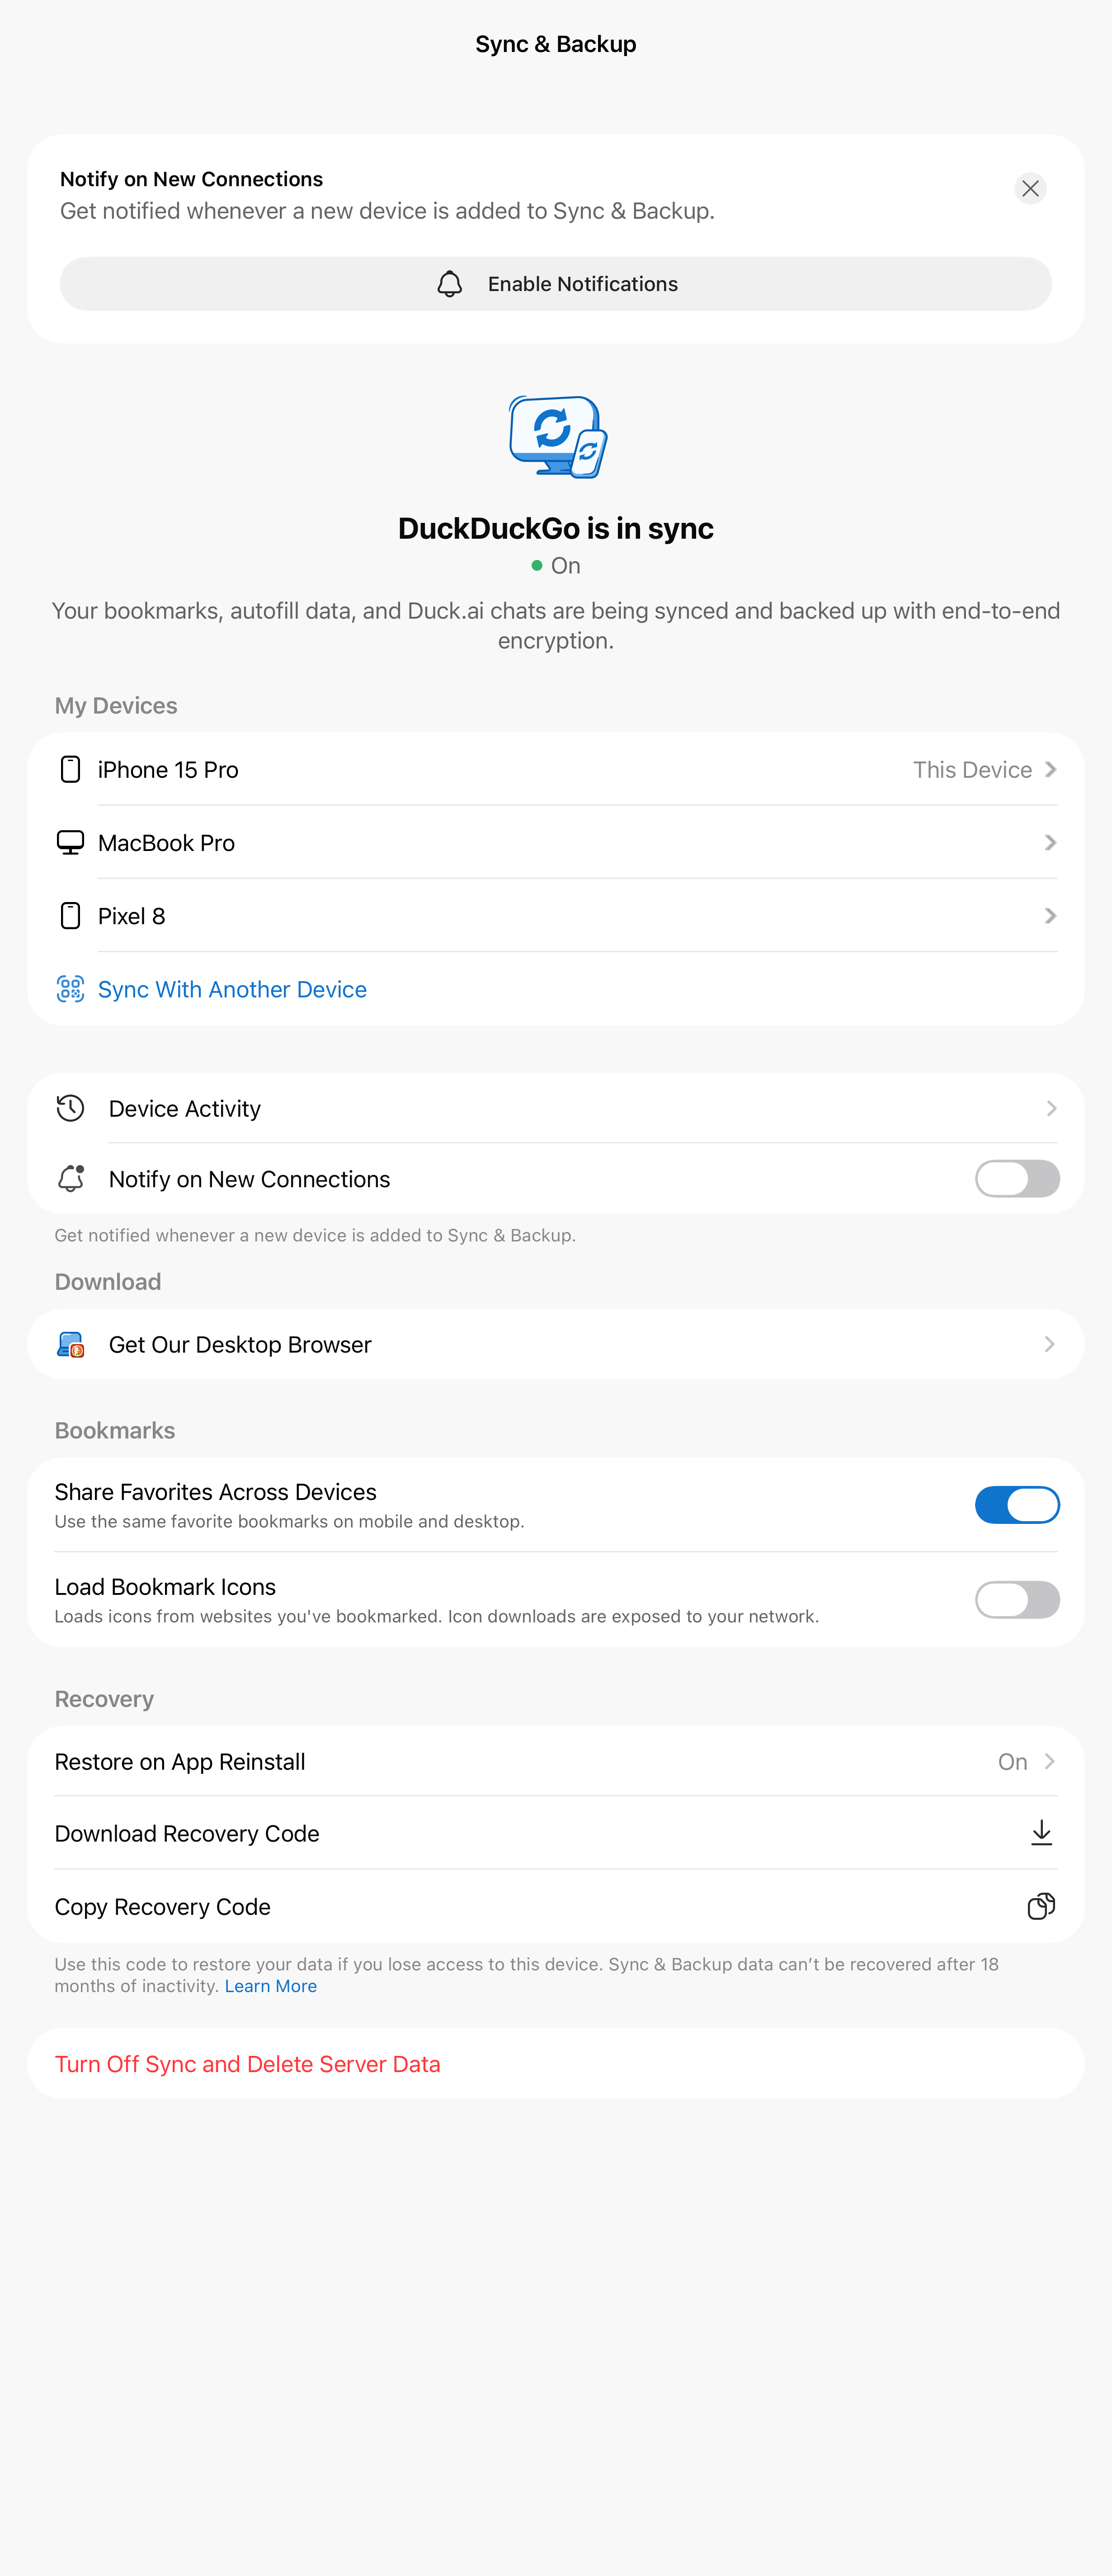 Sync & Backup
Notify on New Connections
Get notified whenever a new device is added to Sync & Backup.
Enable Notifications
DuckDuckGo is in sync
On
Your bookmarks, autofill data, and Duck.ai chats are being synced and backed up with end-to-end
encryption.
My Devices
iPhone 15 Pro
This Device
MacBook Pro
Pixel 8
Sync With Another Device
Device Activity
Notify on New Connections
Get notified whenever a new device is added to Sync & Backup.
Download
Get Our Desktop Browser
Bookmarks
Share Favorites Across Devices
Use the same favorite bookmarks on mobile and desktop.
Load Bookmark Icons
Loads icons from websites you've bookmarked. Icon downloads are exposed to your network.
Recovery
Restore on App Reinstall
On
Download Recovery Code
Copy Recovery Code
Use this code to restore your data if you lose access to this device. Sync & Backup data can’t be recovered after 18
months of inactivity. Learn More
Turn Off Sync and Delete Server Data